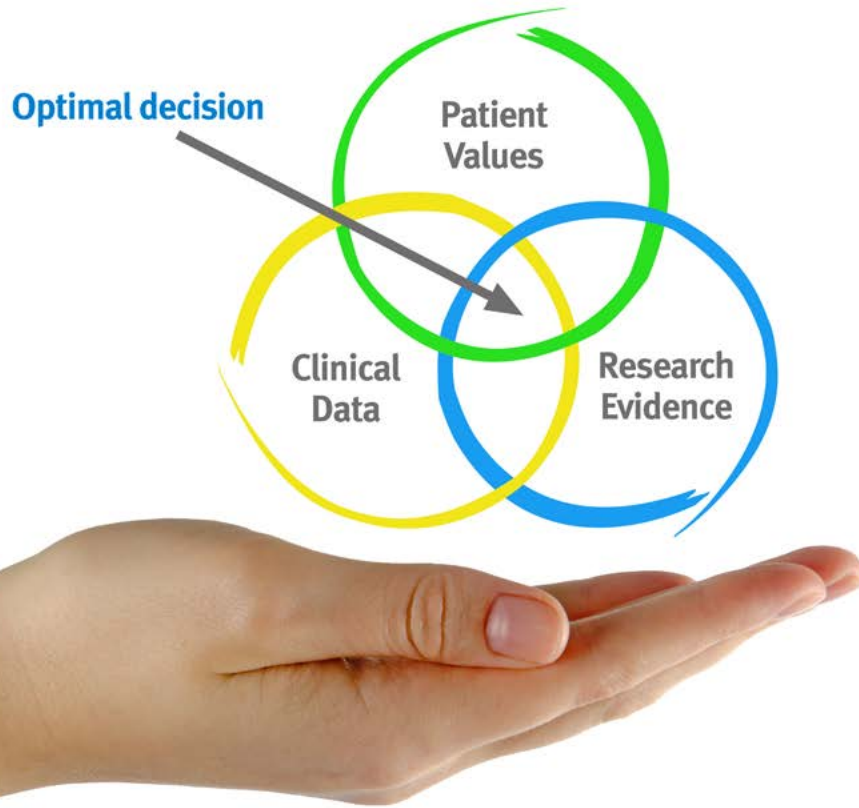 Optimal decision
Patient
Values
Clinical
Data
Research
Evidence